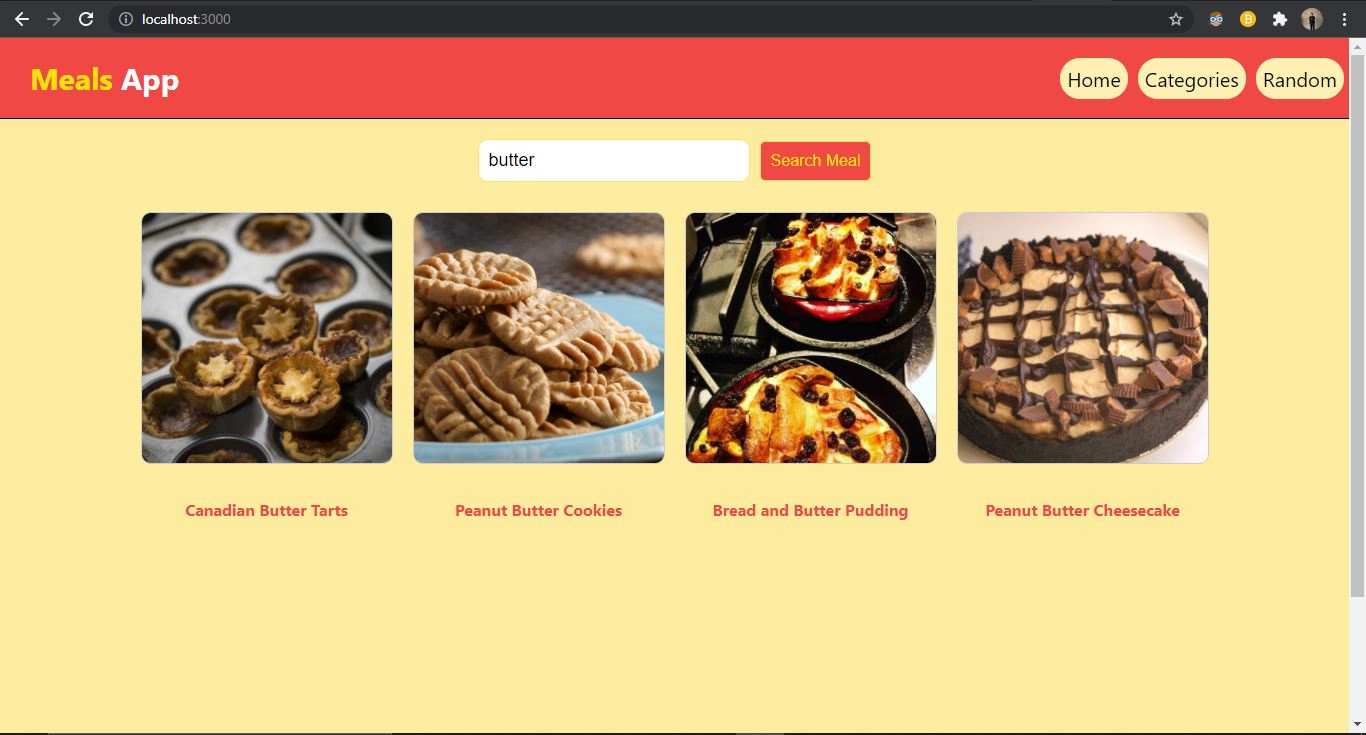 localhost:3000
Meals App
Home Categories Random
butter Search Meal
Canadian Butter Tarts Peanut Butter Cookies Bread and Butter Pudding Peanut Butter Cheesecake